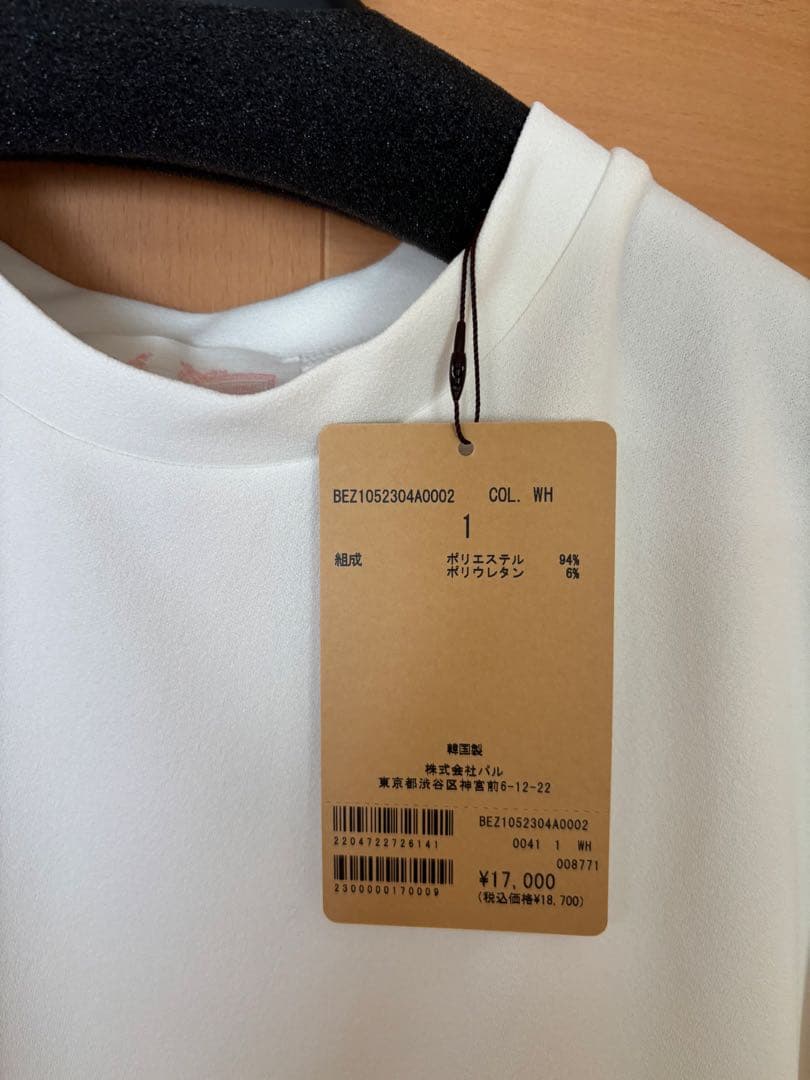 BEZ1052304A0002 COL. WH
1
組成 ポリエステル 94%
ポリウレタン 6%
韓国製
株式会社パル
東京都渋谷区神宮前6-12-22
BEZ1052304A0002
2204722726141
0041 1 WH
008771
2300000170009
¥17,000
(税込価格¥18,700)